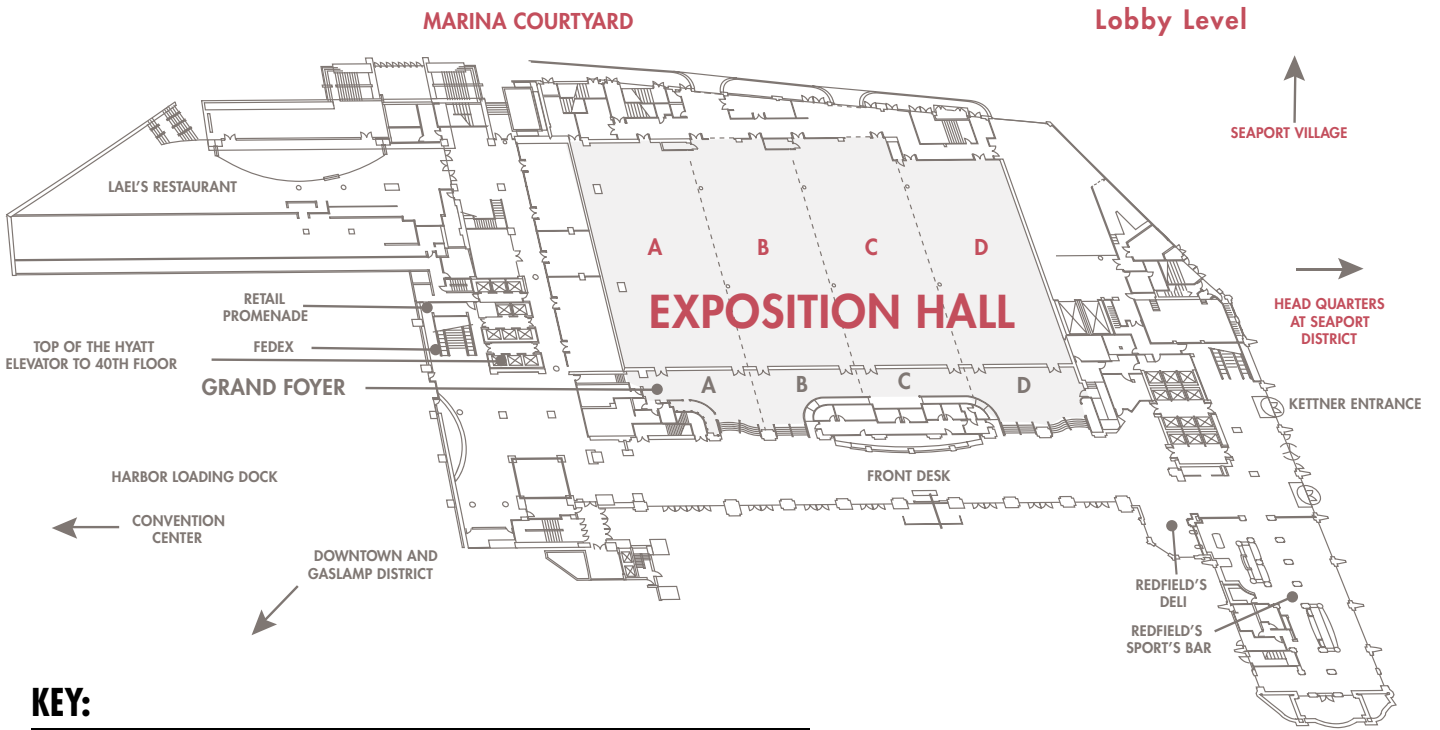 MARINA COURTYARD
Lobby Level
SEAPORT VILLAGE
LAEL'S RESTAURANT
A
B
C
D
EXPOSITION HALL
RETAIL
PROMENADE
HEAD QUARTERS
AT SEAPORT
DISTRICT
TOP OF THE HYATT
ELEVATOR TO 40TH FLOOR
FEDEX
GRAND FOYER
A
B
C
D
KETTNER ENTRANCE
HARBOR LOADING DOCK
FRONT DESK
CONVENTION
CENTER
DOWNTOWN AND
GASLAMP DISTRICT
REDFIELD'S
DELI
REDFIELD'S
SPORT'S BAR
KEY: